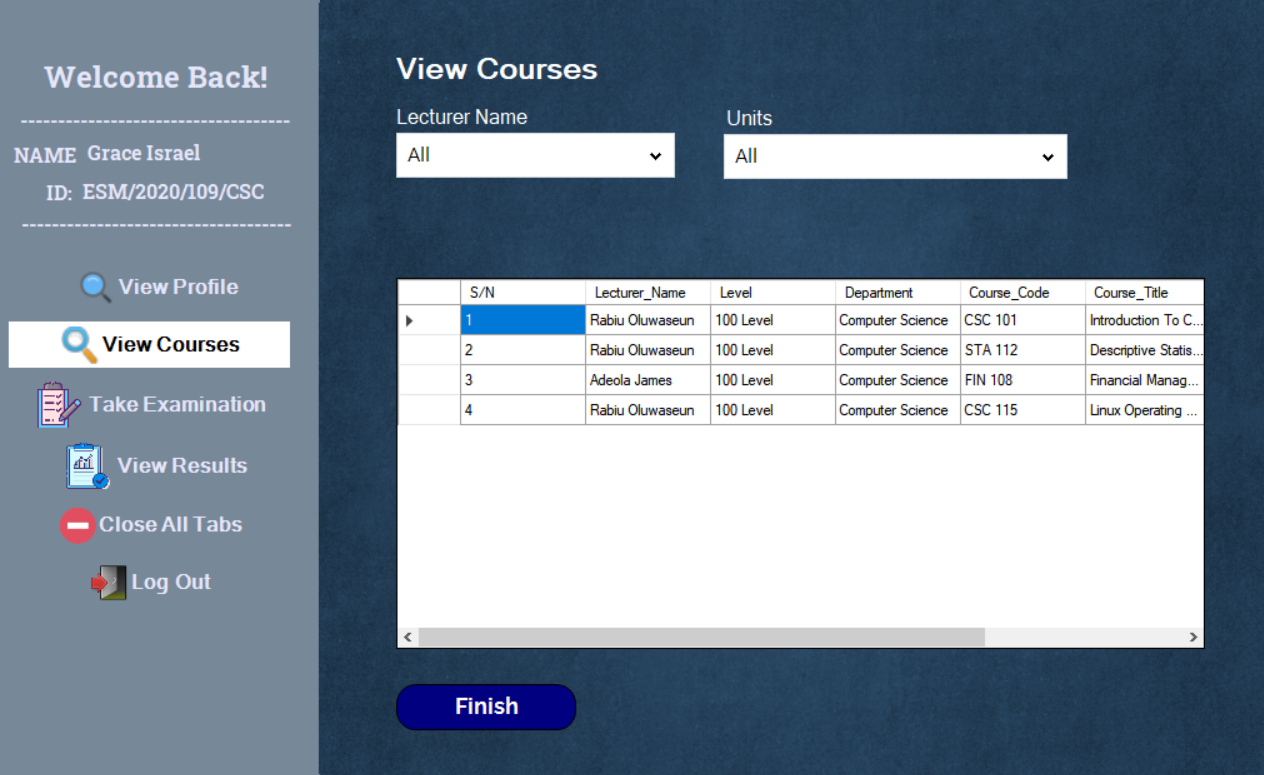 Welcome Back!
------------------------------------
NAME Grace Israel
ID: ESM/2020/109/CSC
------------------------------------
View Profile
View Courses
Take Examination
View Results
Close All Tabs
Log Out
View Courses
Lecturer Name Units
All All
S/N Lecturer_Name Level Department Course_Code Course_Title
1 Rabiu Oluwaseun 100 Level Computer Science CSC 101 Introduction To C...
2 Rabiu Oluwaseun 100 Level Computer Science STA 112 Descriptive Statis...
3 Adeola James 100 Level Computer Science FIN 108 Financial Manag...
4 Rabiu Oluwaseun 100 Level Computer Science CSC 115 Linux Operating ...
Finish